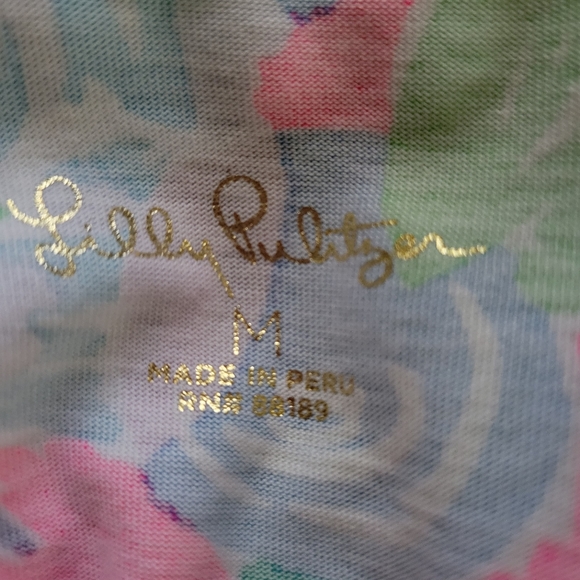 Lilly Pulitzer
M
MADE IN PERU
RN# 88189